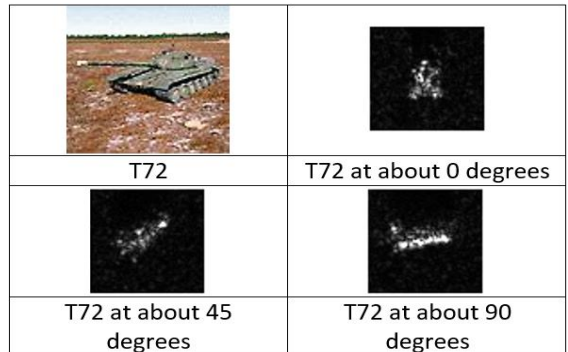 T72
T72 at about 0 degrees
T72 at about 45
degrees
T72 at about 90
degrees